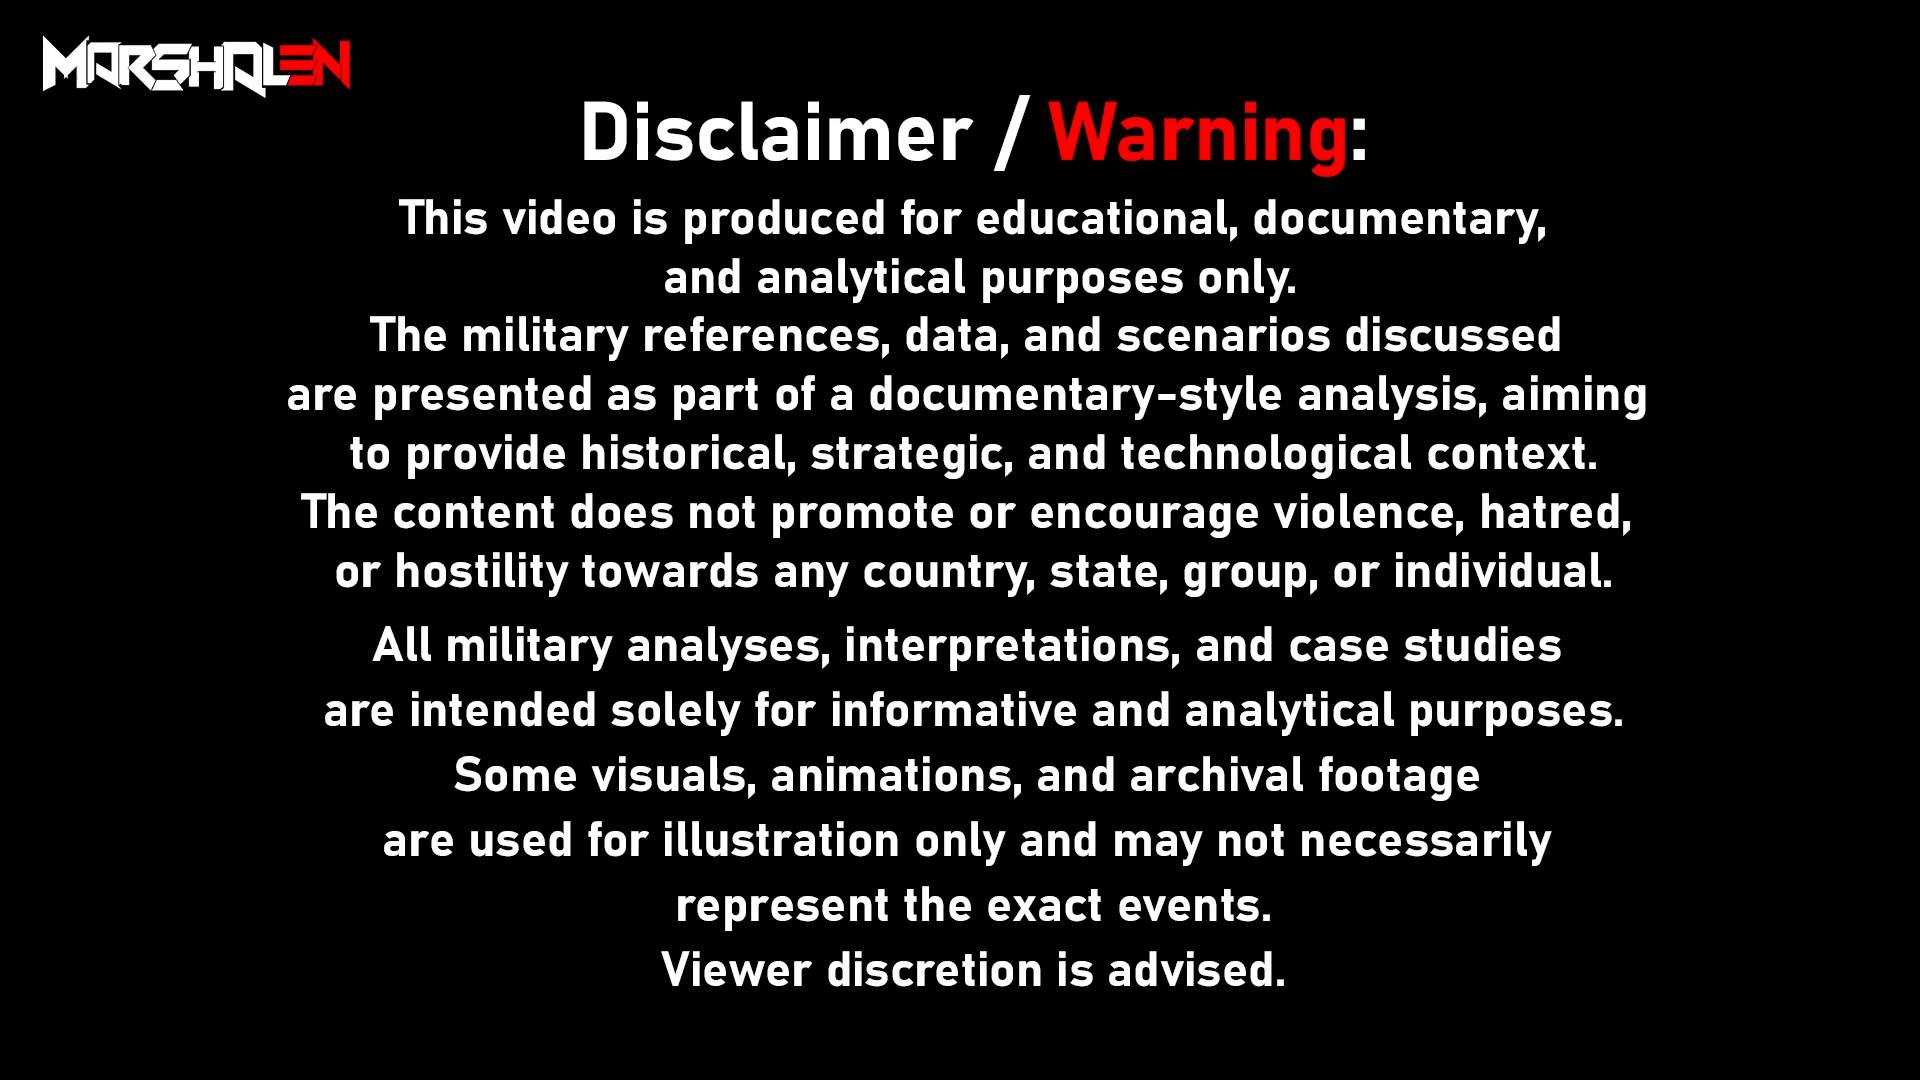 MARSHALEN
Disclaimer / Warning:
This video is produced for educational, documentary,
and analytical purposes only.
The military references, data, and scenarios discussed
are presented as part of a documentary-style analysis, aiming
to provide historical, strategic, and technological context.
The content does not promote or encourage violence, hatred,
or hostility towards any country, state, group, or individual.
All military analyses, interpretations, and case studies
are intended solely for informative and analytical purposes.
Some visuals, animations, and archival footage
are used for illustration only and may not necessarily
represent the exact events.
Viewer discretion is advised.